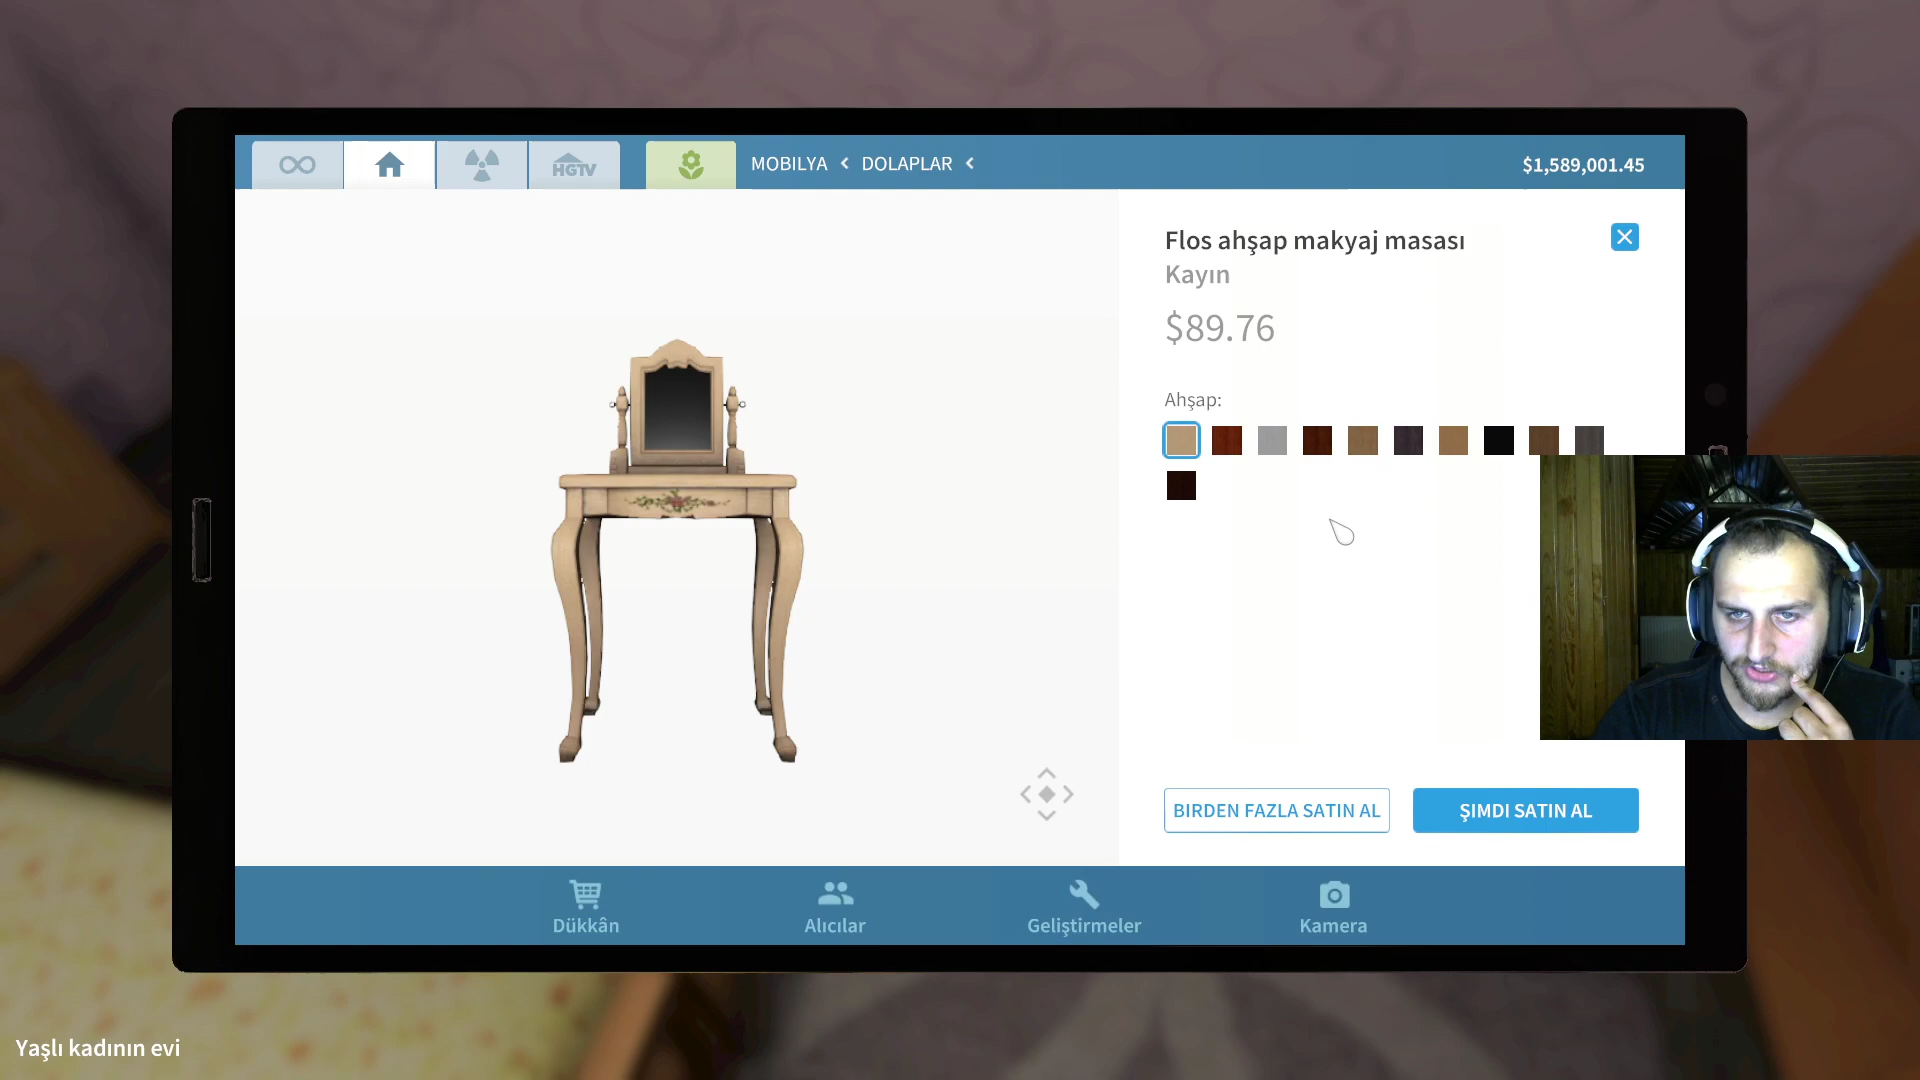 HGTV
MOBILYA < DOLAPLAR <
$1,589,001.45
Flos ahşap makyaj masası
Kayın
$89.76
Ahşap:
BIRDEN FAZLA SATIN AL
ŞIMDI SATIN AL
Dükkân
Alıcılar
Geliştirmeler
Kamera
Yaşlı kadının evi